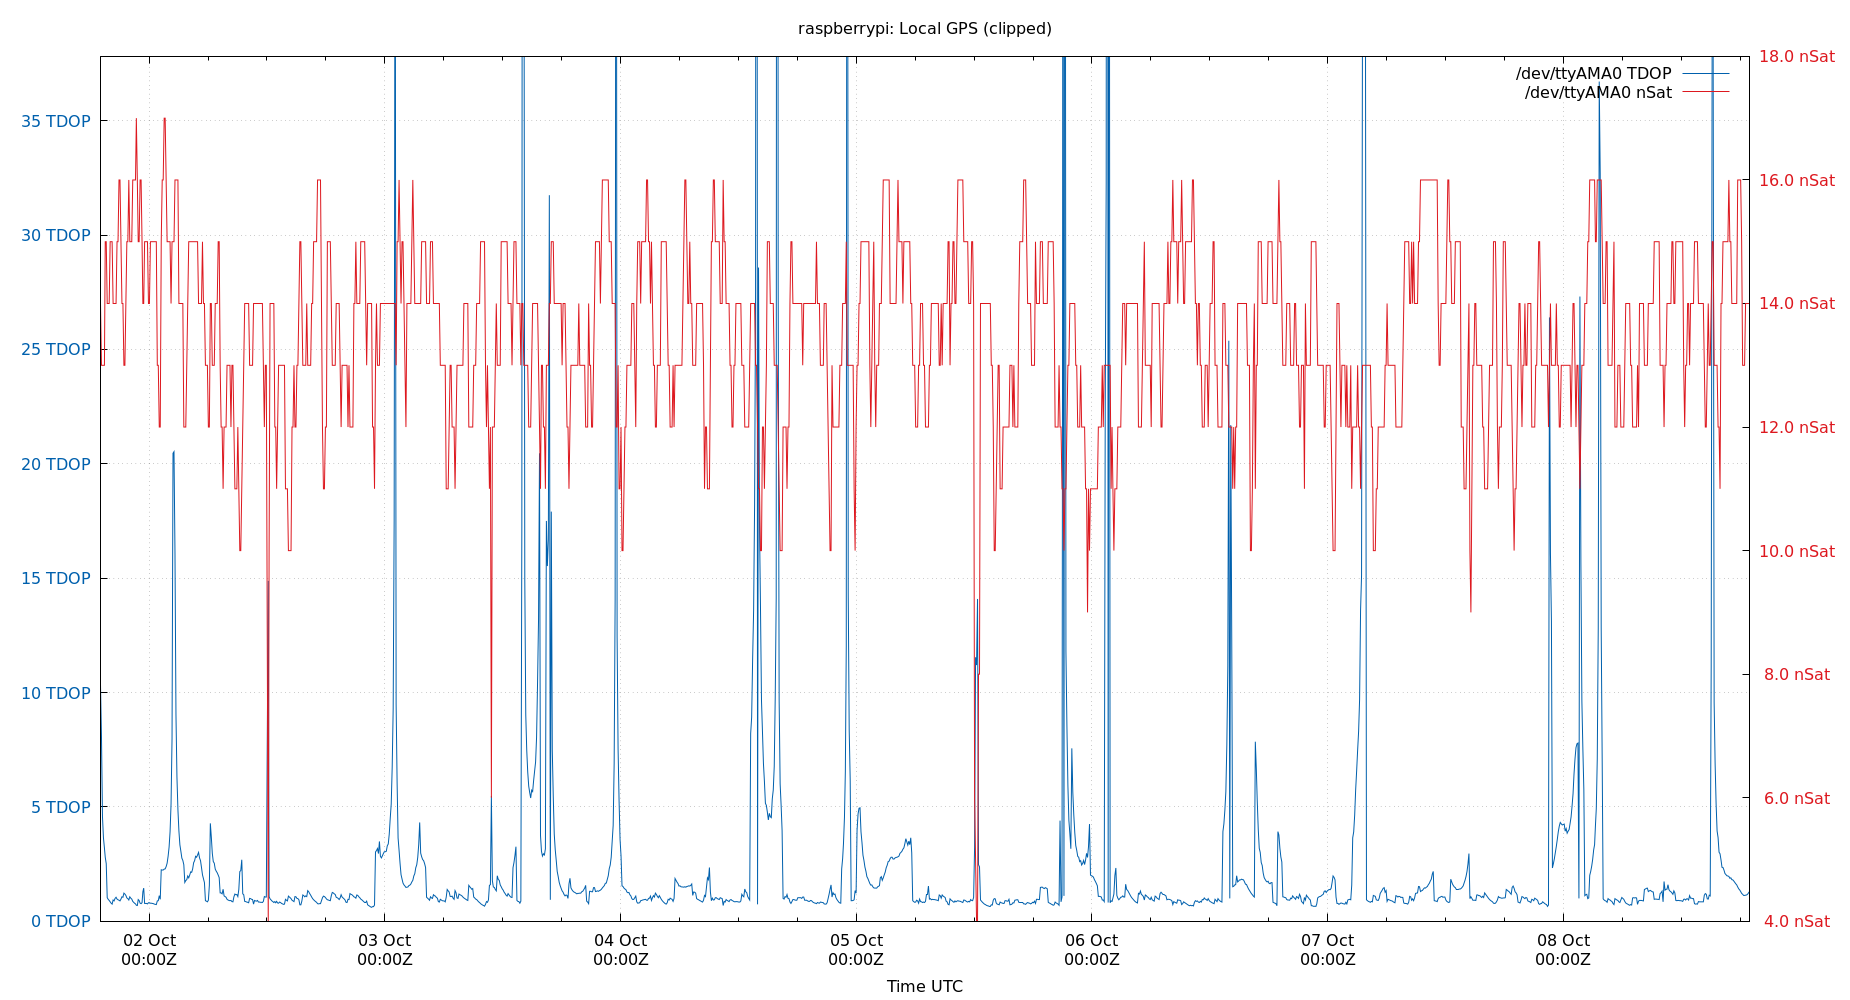 raspberrypi: Local GPS (clipped)
/dev/ttyAMA0 TDOP
/dev/ttyAMA0 nSat
35 TDOP
30 TDOP
25 TDOP
20 TDOP
15 TDOP
10 TDOP
5 TDOP
0 TDOP
18.0 nSat
16.0 nSat
14.0 nSat
12.0 nSat
10.0 nSat
8.0 nSat
6.0 nSat
4.0 nSat
02 Oct
00:00Z
03 Oct
00:00Z
04 Oct
00:00Z
05 Oct
00:00Z
06 Oct
00:00Z
07 Oct
00:00Z
08 Oct
00:00Z
Time UTC